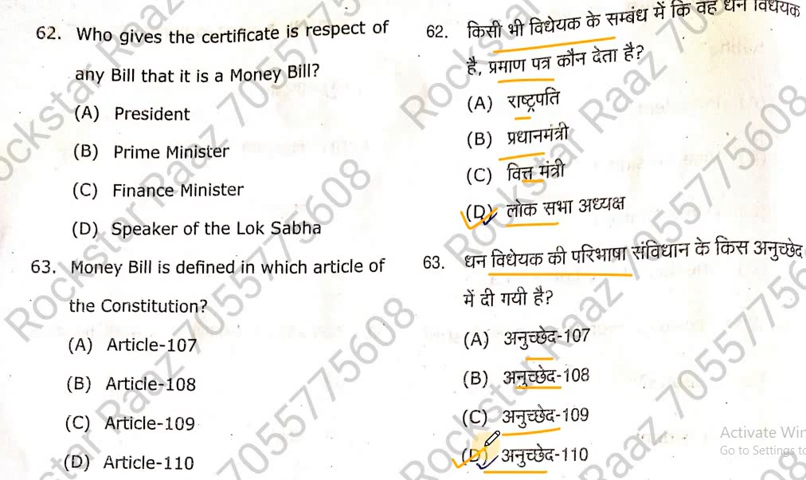 62. Who gives the certificate is respect of
any Bill that it is a Money Bill?
(A) President
(B) Prime Minister
(C) Finance Minister
(D) Speaker of the Lok Sabha
63. Money Bill is defined in which article of
the Constitution?
(A) Article-107
(B) Article-108
(C) Article-109
(D) Article-110
62. किसी भी विधेयक के सम्बंध में कि वह धन विधेयक
है, प्रमाण पत्र कौन देता है?
(A) राष्ट्रपति
(B) प्रधानमंत्री
(C) वित्त मंत्री
(D) लोक सभा अध्यक्ष
63. धन विधेयक की परिभाषा संविधान के किस अनुच्छेद
में दी गयी है?
(A) अनुच्छेद-107
(B) अनुच्छेद-108
(C) अनुच्छेद-109
(D) अनुच्छेद-110
Rockstar Raaz 7055775608
Activate Win
Go to Settings to